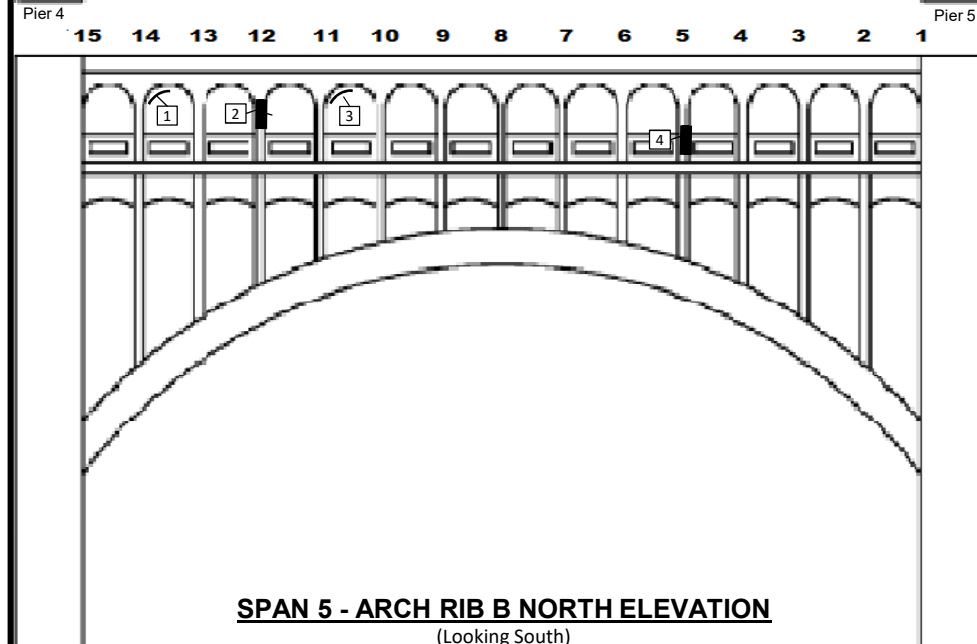 Pier 4 Pier 5
15 14 13 12 11 10 9 8 7 6 5 4 3 2 1
1 2 3
4
SPAN 5 - ARCH RIB B NORTH ELEVATION
(Looking South)